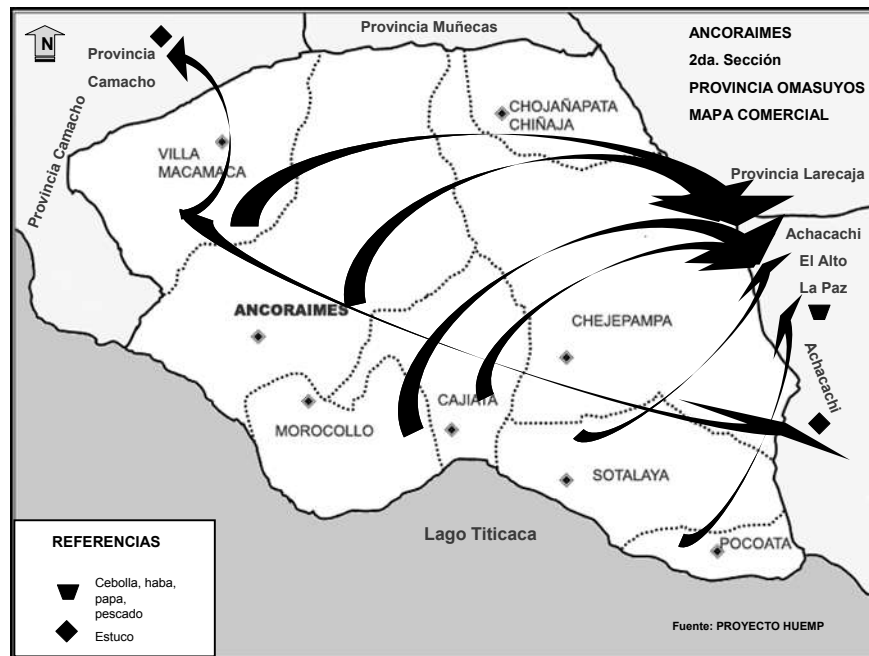 N
Provincia Muñecas
ANCORAIMES
2da. Sección
PROVINCIA OMASUYOS
MAPA COMERCIAL
Provincia
Camacho
Provincia Camacho
CHOJAÑAPATA
CHIÑAJA
VILLA
MACAMACA
Provincia Larecaja
Achacachi
El Alto
La Paz
Achacachi
ANCORAIMES
CHEJEPAMPA
CAJIATA
MOROCOLLO
SOTALAYA
POCOATA
Lago Titicaca
REFERENCIAS
Cebolla, haba,
papa,
pescado
Estuco
Fuente: PROYECTO HUEMP